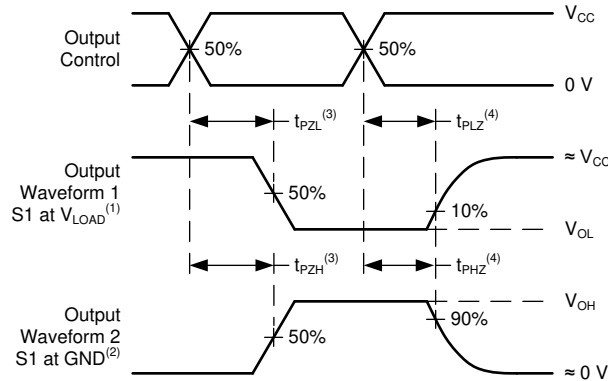 Output
Control
50%
50%
V_CC
0 V
t_PZL^(3)
t_PLZ^(4)
Output
Waveform 1
S1 at V_LOAD^(1)
50%
10%
≈ V_CC
V_OL
t_PZH^(3)
t_PHZ^(4)
Output
Waveform 2
S1 at GND^(2)
50%
90%
V_OH
≈ 0 V